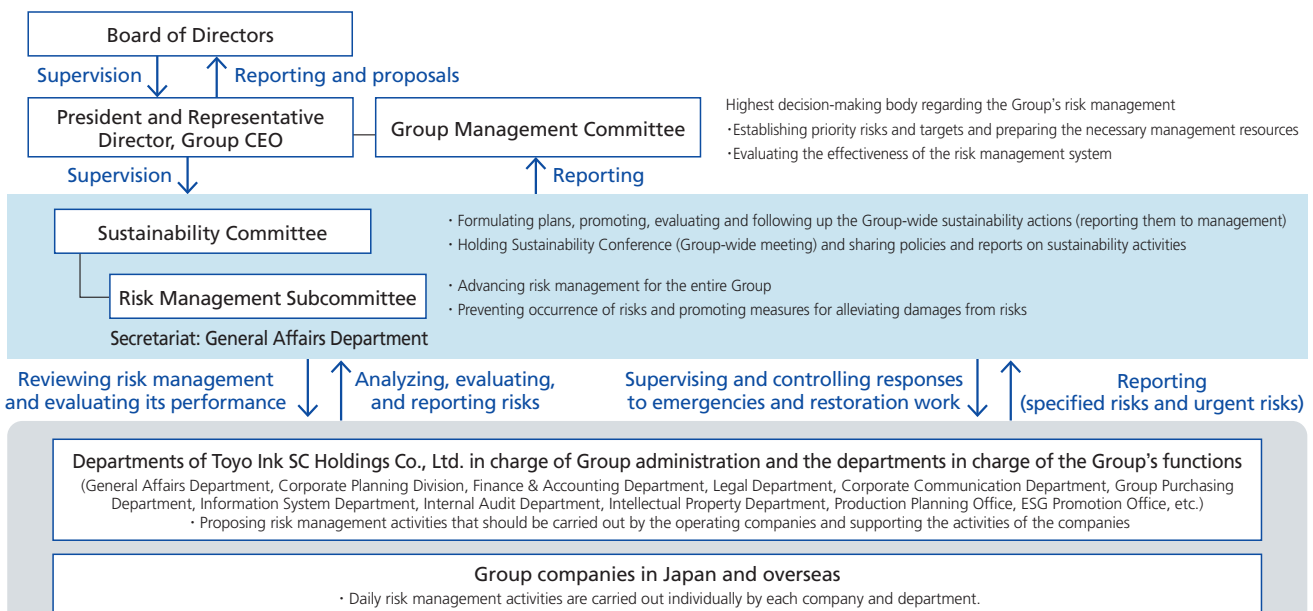 Board of Directors
Supervision
Reporting and proposals
President and Representative
Director, Group CEO
Group Management Committee
Highest decision-making body regarding the Group's risk management
・Establishing priority risks and targets and preparing the necessary management resources
・Evaluating the effectiveness of the risk management system
Supervision
Reporting
Sustainability Committee
・Formulating plans, promoting, evaluating and following up the Group-wide sustainability actions (reporting them to management)
・Holding Sustainability Conference (Group-wide meeting) and sharing policies and reports on sustainability activities
Risk Management Subcommittee
・Advancing risk management for the entire Group
・Preventing occurrence of risks and promoting measures for alleviating damages from risks
Secretariat: General Affairs Department
Reviewing risk management
and evaluating its performance
Analyzing, evaluating,
and reporting risks
Supervising and controlling responses
to emergencies and restoration work
Reporting
(specified risks and urgent risks)
Departments of Toyo Ink SC Holdings Co., Ltd. in charge of Group administration and the departments in charge of the Group's functions
(General Affairs Department, Corporate Planning Division, Finance & Accounting Department, Legal Department, Corporate Communication Department, Group Purchasing
Department, Information System Department, Internal Audit Department, Intellectual Property Department, Production Planning Office, ESG Promotion Office, etc.)
・Proposing risk management activities that should be carried out by the operating companies and supporting the activities of the companies
Group companies in Japan and overseas
・Daily risk management activities are carried out individually by each company and department.